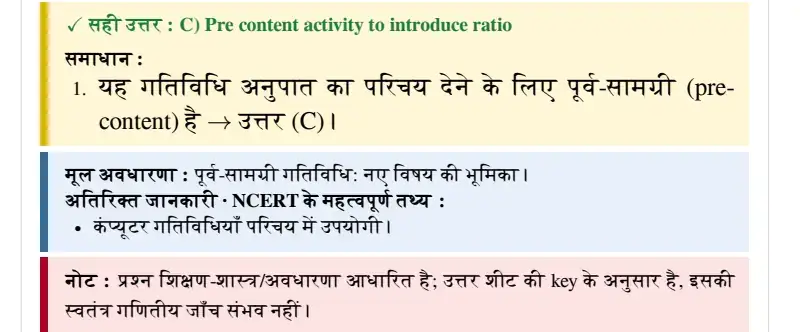 ✓ सही उत्तर : C) Pre content activity to introduce ratio
समाधान :
1. यह गतिविधि अनुपात का परिचय देने के लिए पूर्व-सामग्री (pre-
content) है → उत्तर (C)।
मूल अवधारणा : पूर्व-सामग्री गतिविधि: नए विषय की भूमिका।
अतिरिक्त जानकारी · NCERT के महत्वपूर्ण तथ्य :
• कंप्यूटर गतिविधियाँ परिचय में उपयोगी।
नोट : प्रश्न शिक्षण-शास्त्र/अवधारणा आधारित है; उत्तर शीट की key के अनुसार है, इसकी
स्वतंत्र गणितीय जाँच संभव नहीं।